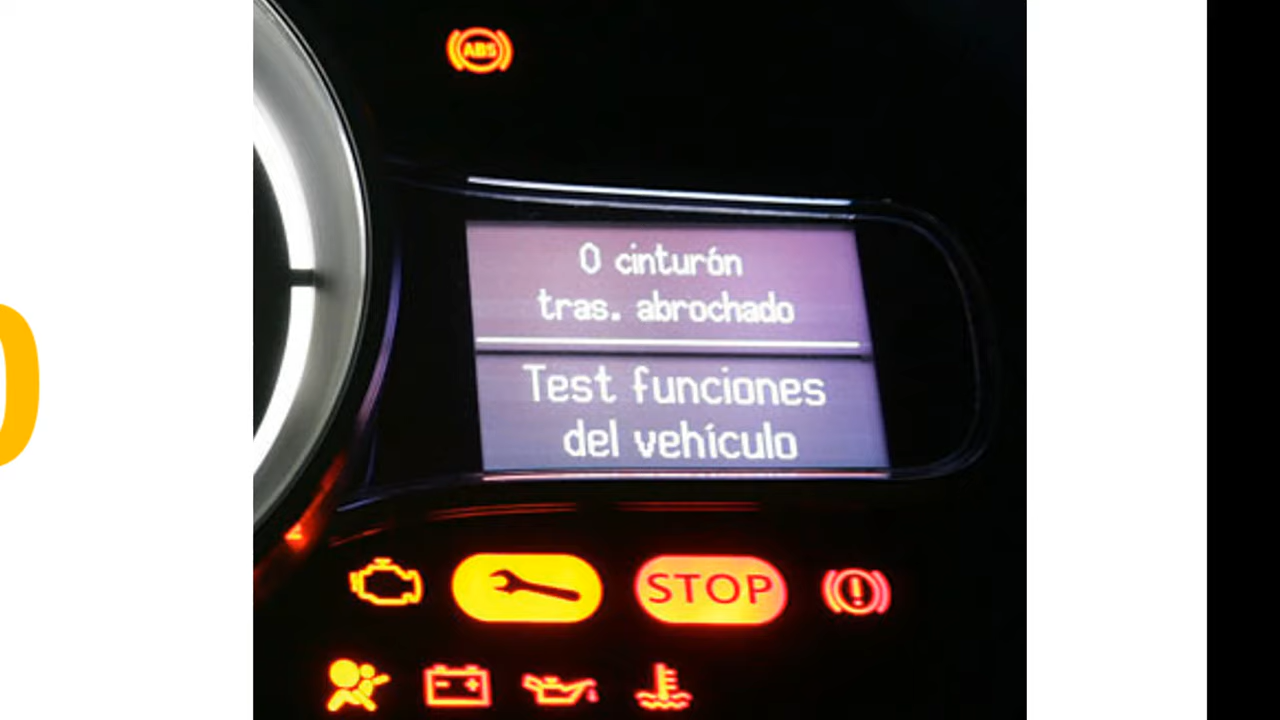 ABS
0 cinturón
tras. abrochado
Test funciones
del vehículo
STOP